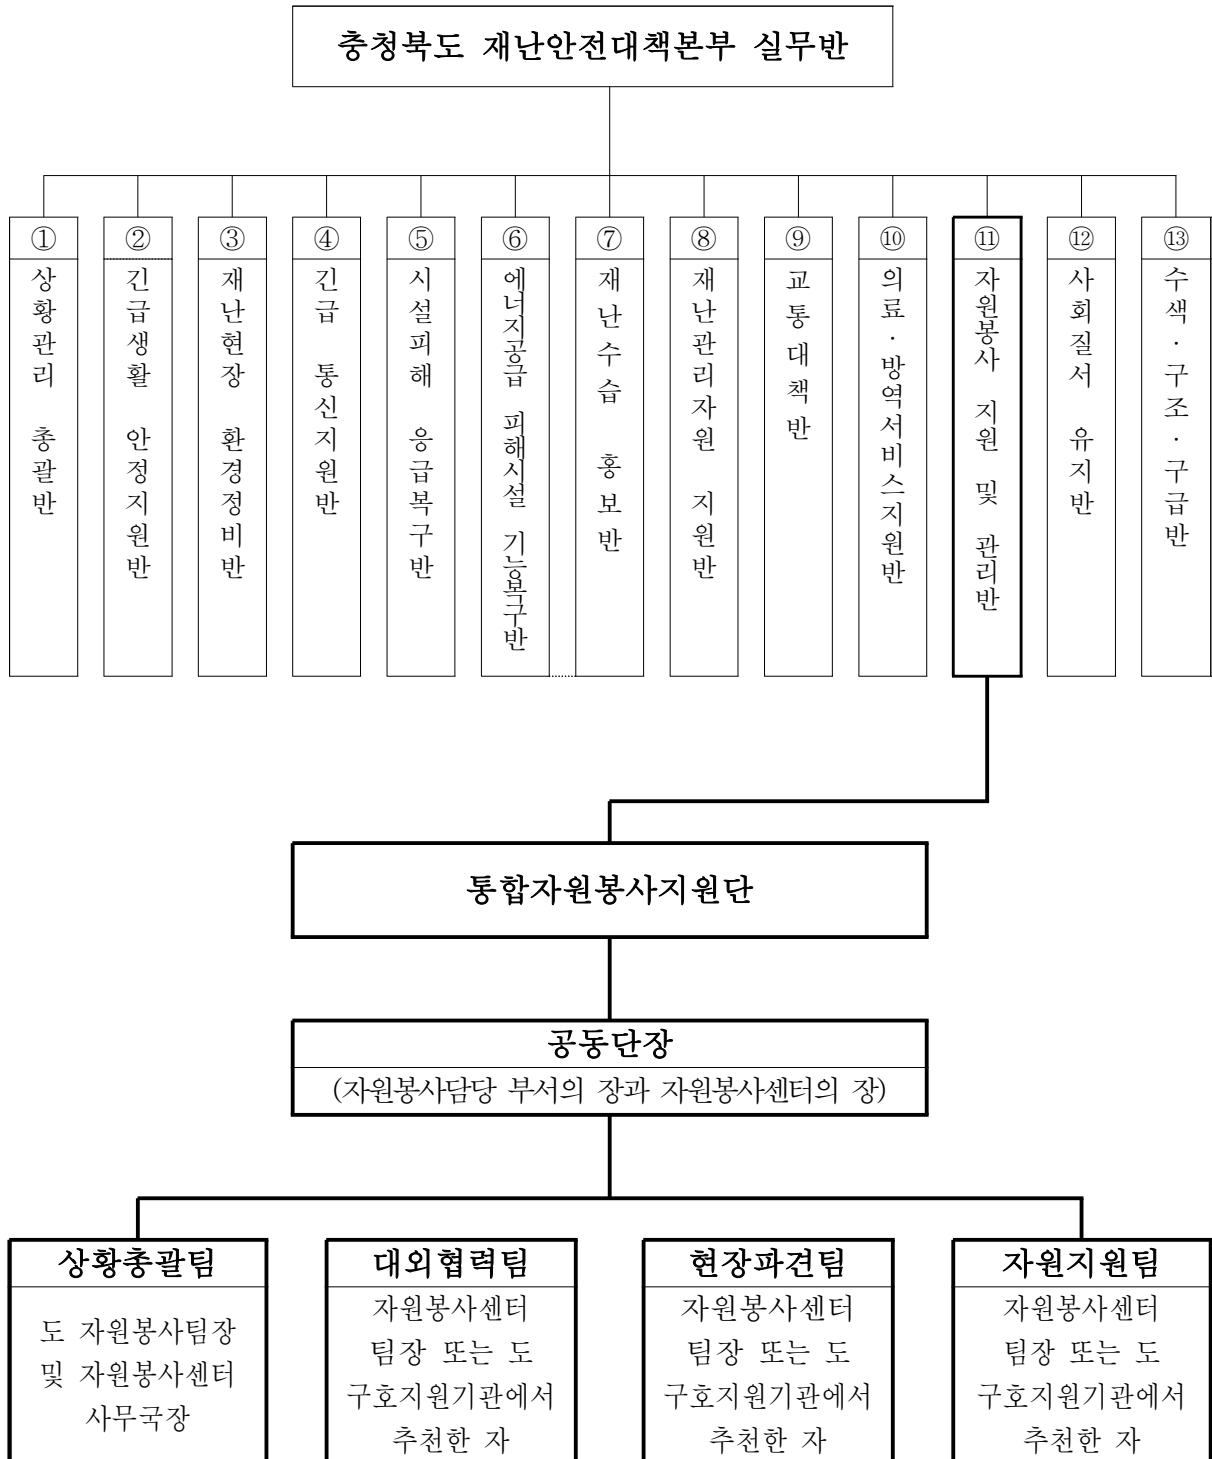 충청북도 재난안전대책본부 실무반
①
상황관리 총괄반
②
긴급생활 안정지원반
③
재난현장 환경정비반
④
긴급 통신지원반
⑤
시설피해 응급복구반
⑥
에너지공급 피해시설 기능복구반
⑦
재난수습 홍보반
⑧
재난관리자원 지원반
⑨
교통대책반
⑩
의료·방역서비스지원반
⑪
자원봉사 지원 및 관리반
⑫
사회질서 유지반
⑬
수색·구조·구급반
통합자원봉사지원단
공동단장
(자원봉사담당 부서의 장과 자원봉사센터의 장)
상황총괄팀
도 자원봉사팀장
및 자원봉사센터
사무국장
대외협력팀
자원봉사센터
팀장 또는 도
구호지원기관에서
추천한 자
현장파견팀
자원봉사센터
팀장 또는 도
구호지원기관에서
추천한 자
자원지원팀
자원봉사센터
팀장 또는 도
구호지원기관에서
추천한 자